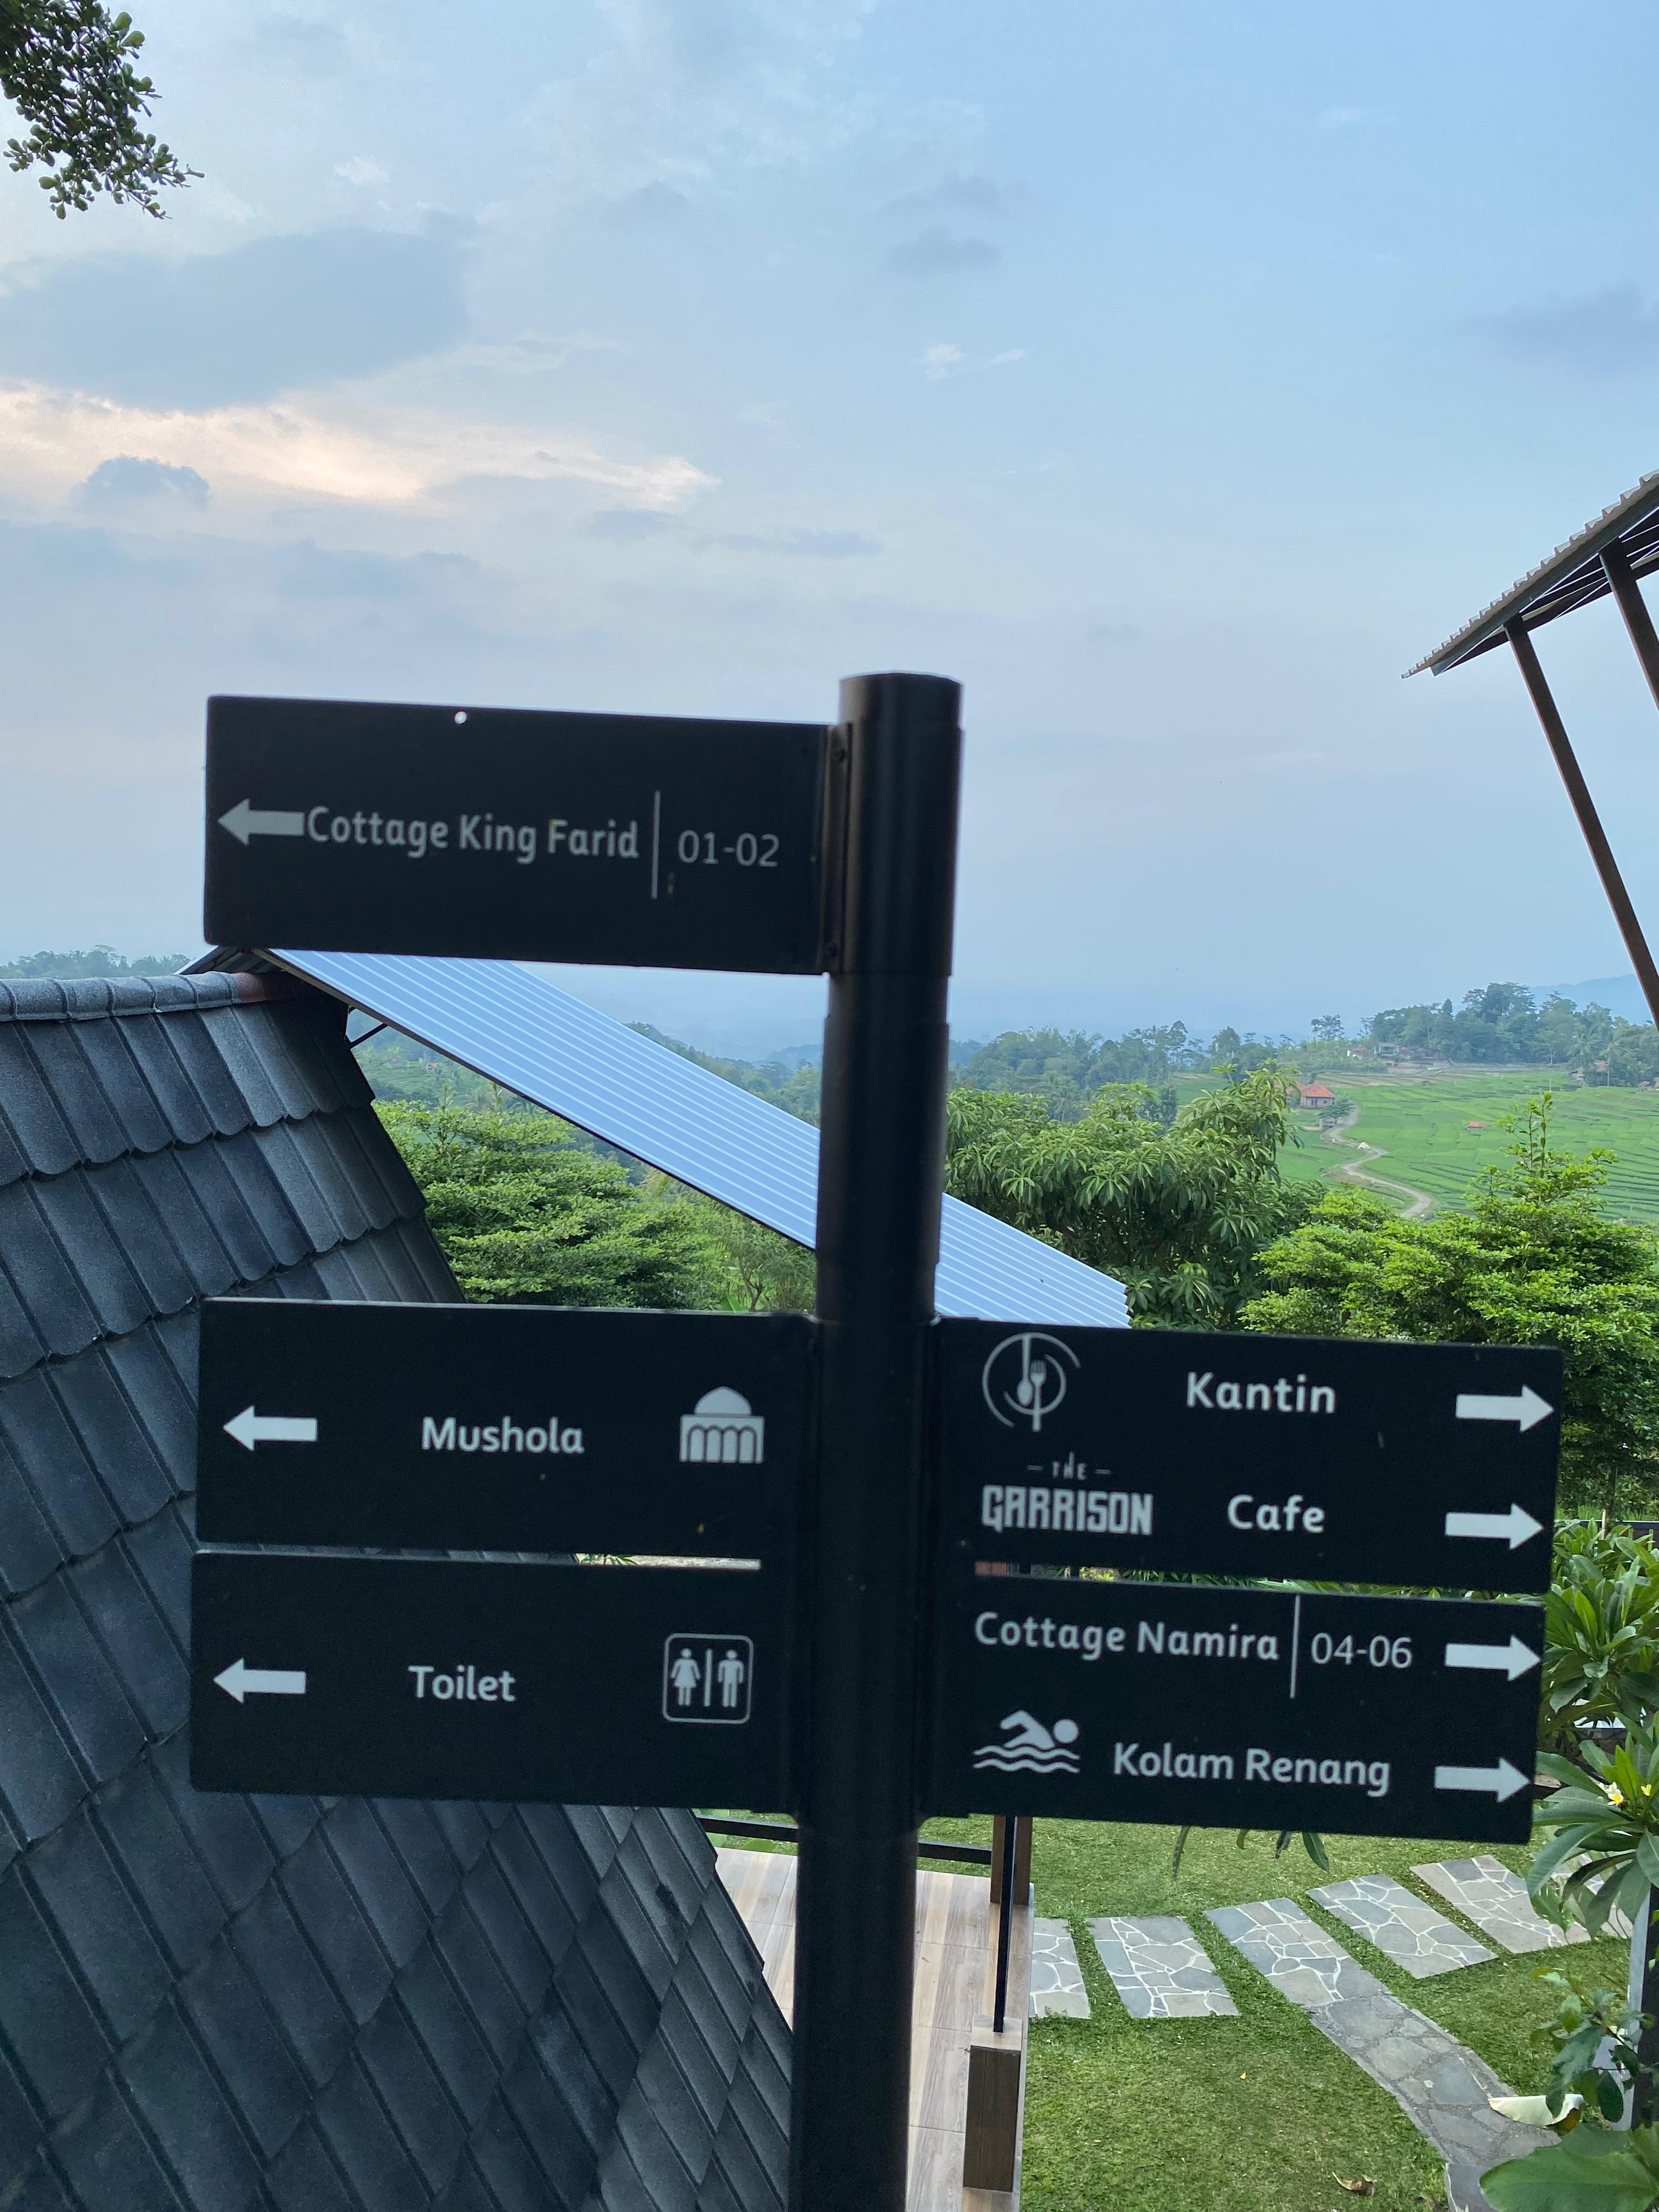 Cottage King Farid | 01-02
Mushola
Toilet
Kantin
- THE -
GARRISON Cafe
Cottage Namira | 04-06
Kolam Renang